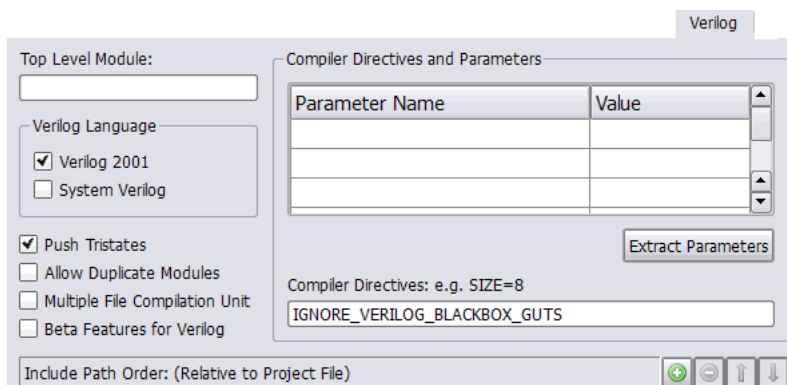 Verilog
Top Level Module:
Compiler Directives and Parameters
Parameter Name Value
Verilog Language
Verilog 2001
System Verilog
Push Tristates
Extract Parameters
Allow Duplicate Modules
Compiler Directives: e.g. SIZE=8
Multiple File Compilation Unit
IGNORE_VERILOG_BLACKBOX_GUTS
Beta Features for Verilog
Include Path Order: (Relative to Project File)